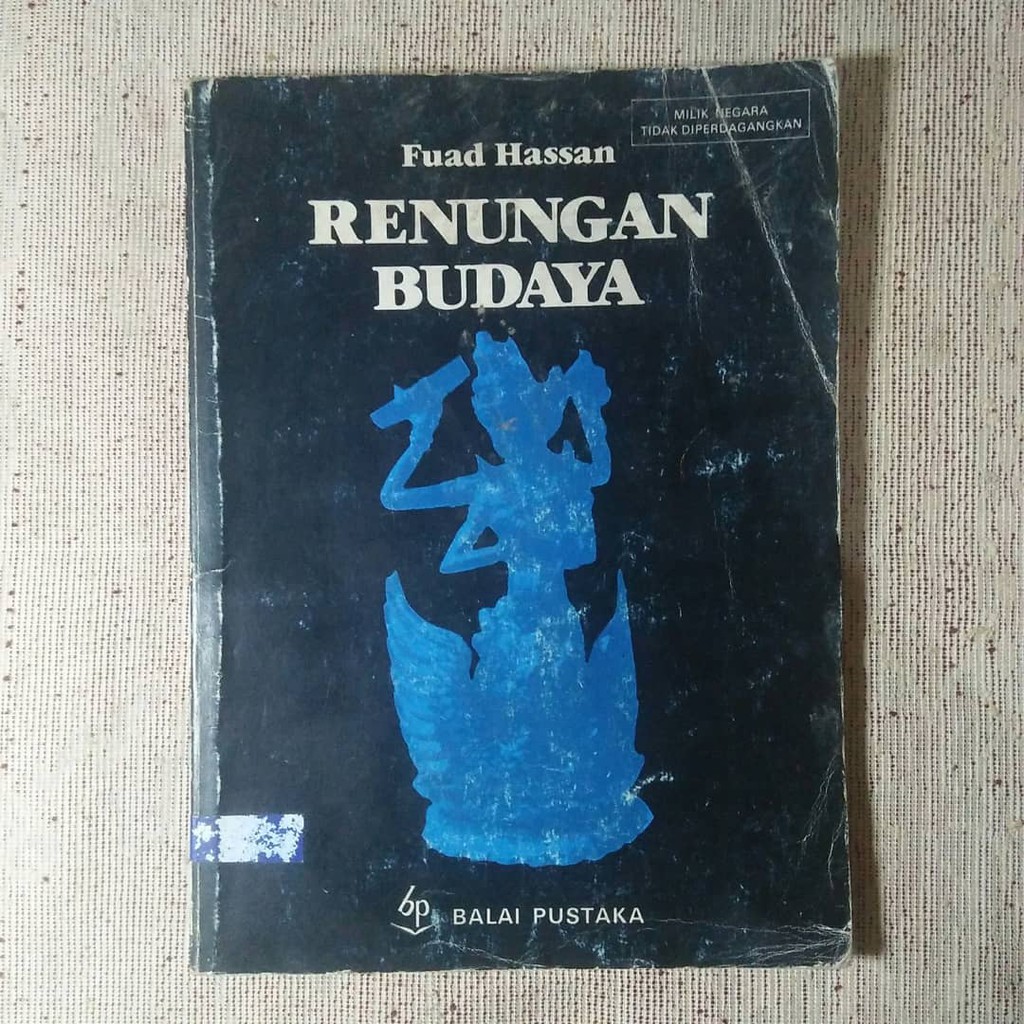 MILIK NEGARA
TIDAK DIPERDAGANGKAN
Fuad Hassan
RENUNGAN
BUDAYA
bp BALAI PUSTAKA